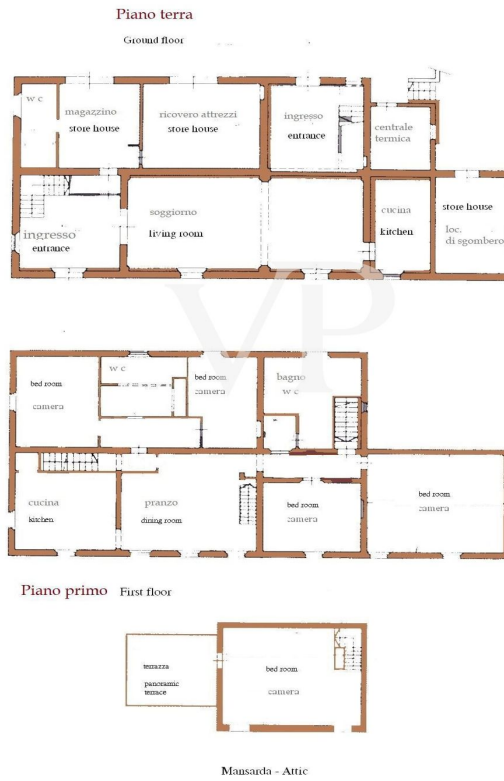 Piano terra
Ground floor
w c
magazzino
store house
ricovero attrezzi
store house
ingresso
entrance
centrale
termica
ingresso
entrance
soggiorno
living room
cucina
kitchen
store house
loc.
di sgombero
VP
bed room
camera
w c
bed room
camera
bagno
w c
cucina
kitchen
pranzo
dining room
bed room
camera
bed room
camera
Piano primo First floor
terrazza
panoramic
terrace
bed room
camera
Mansarda - Attic